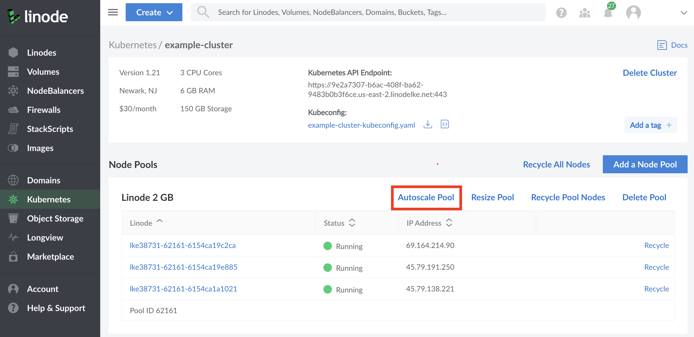 linode
Create
Search for Linodes, Volumes, NodeBalancers, Domains, Buckets, Tags...
27
Linodes
Volumes
NodeBalancers
Firewalls
StackScripts
Images
Domains
Kubernetes
Object Storage
Longview
Marketplace
Account
Help & Support
Kubernetes / example-cluster
Docs
Version 1.21
3 CPU Cores
Newark, NJ
6 GB RAM
$30/month
150 GB Storage
Kubernetes API Endpoint:
https://9e2a7307-b6ac-408f-ba62-
9483b0b3f6ce.us-east-2.linodelke.net:443
Kubeconfig:
example-cluster-kubeconfig.yaml
Delete Cluster
Add a tag +
Node Pools
Recycle All Nodes
Add a Node Pool
Linode 2 GB
Autoscale Pool
Resize Pool
Recycle Pool Nodes
Delete Pool
Linode
Status
IP Address
lke38731-62161-6154ca19c2ca
Running
69.164.214.90
Recycle
lke38731-62161-6154ca19e885
Running
45.79.191.250
Recycle
lke38731-62161-6154ca1a1021
Running
45.79.138.221
Recycle
Pool ID 62161